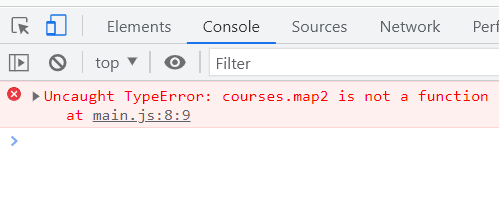 Elements Console Sources Network
top Filter
Uncaught TypeError: courses.map2 is not a function
at main.js:8:9